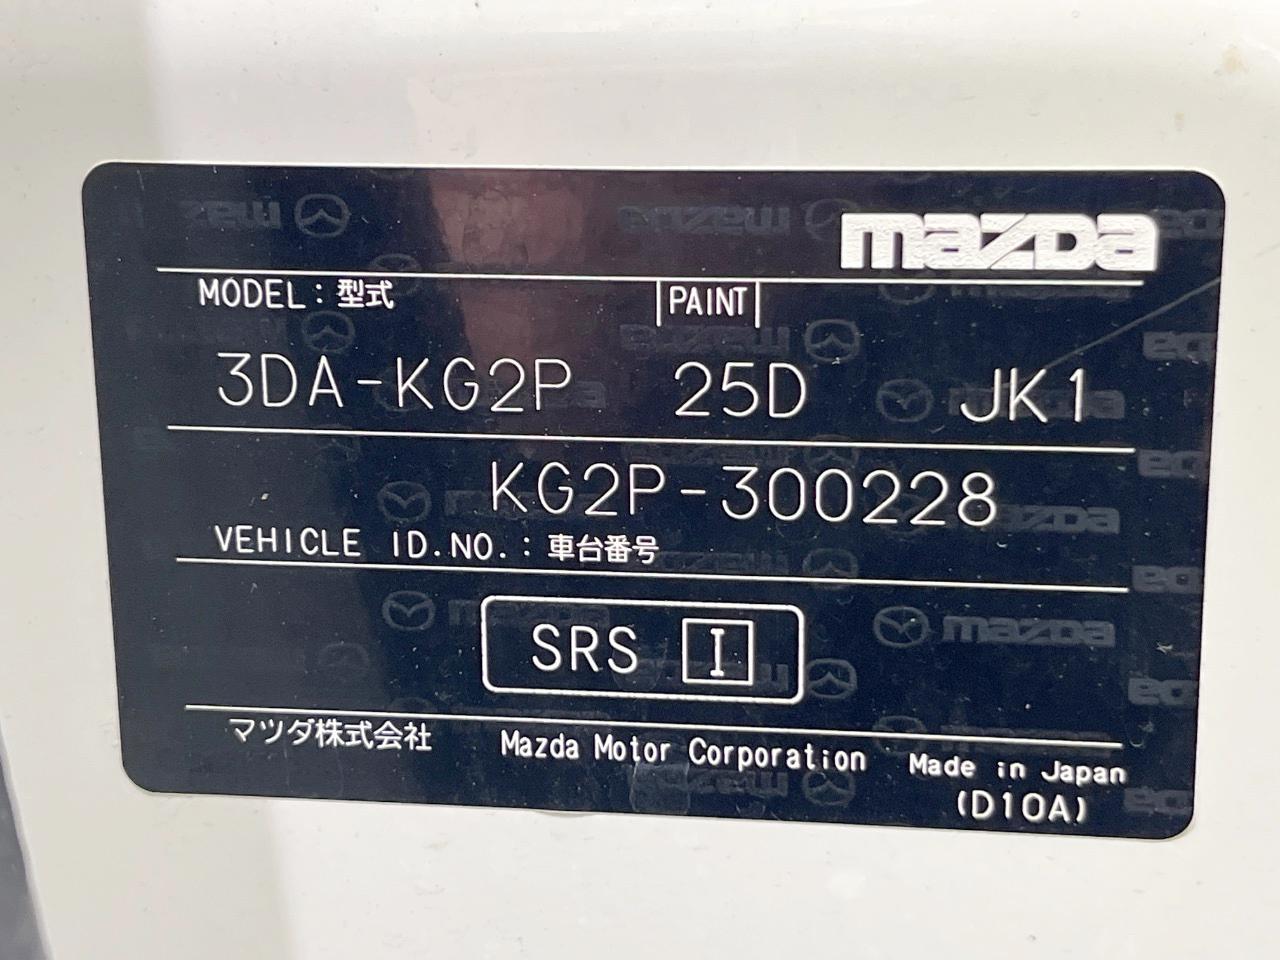 mazda
MODEL：型式 PAINT
3DA-KG2P 25D JK1
KG2P-300228
VEHICLE ID.NO.：車台番号
SRS I
マツダ株式会社 Mazda Motor Corporation Made in Japan
(D10A)